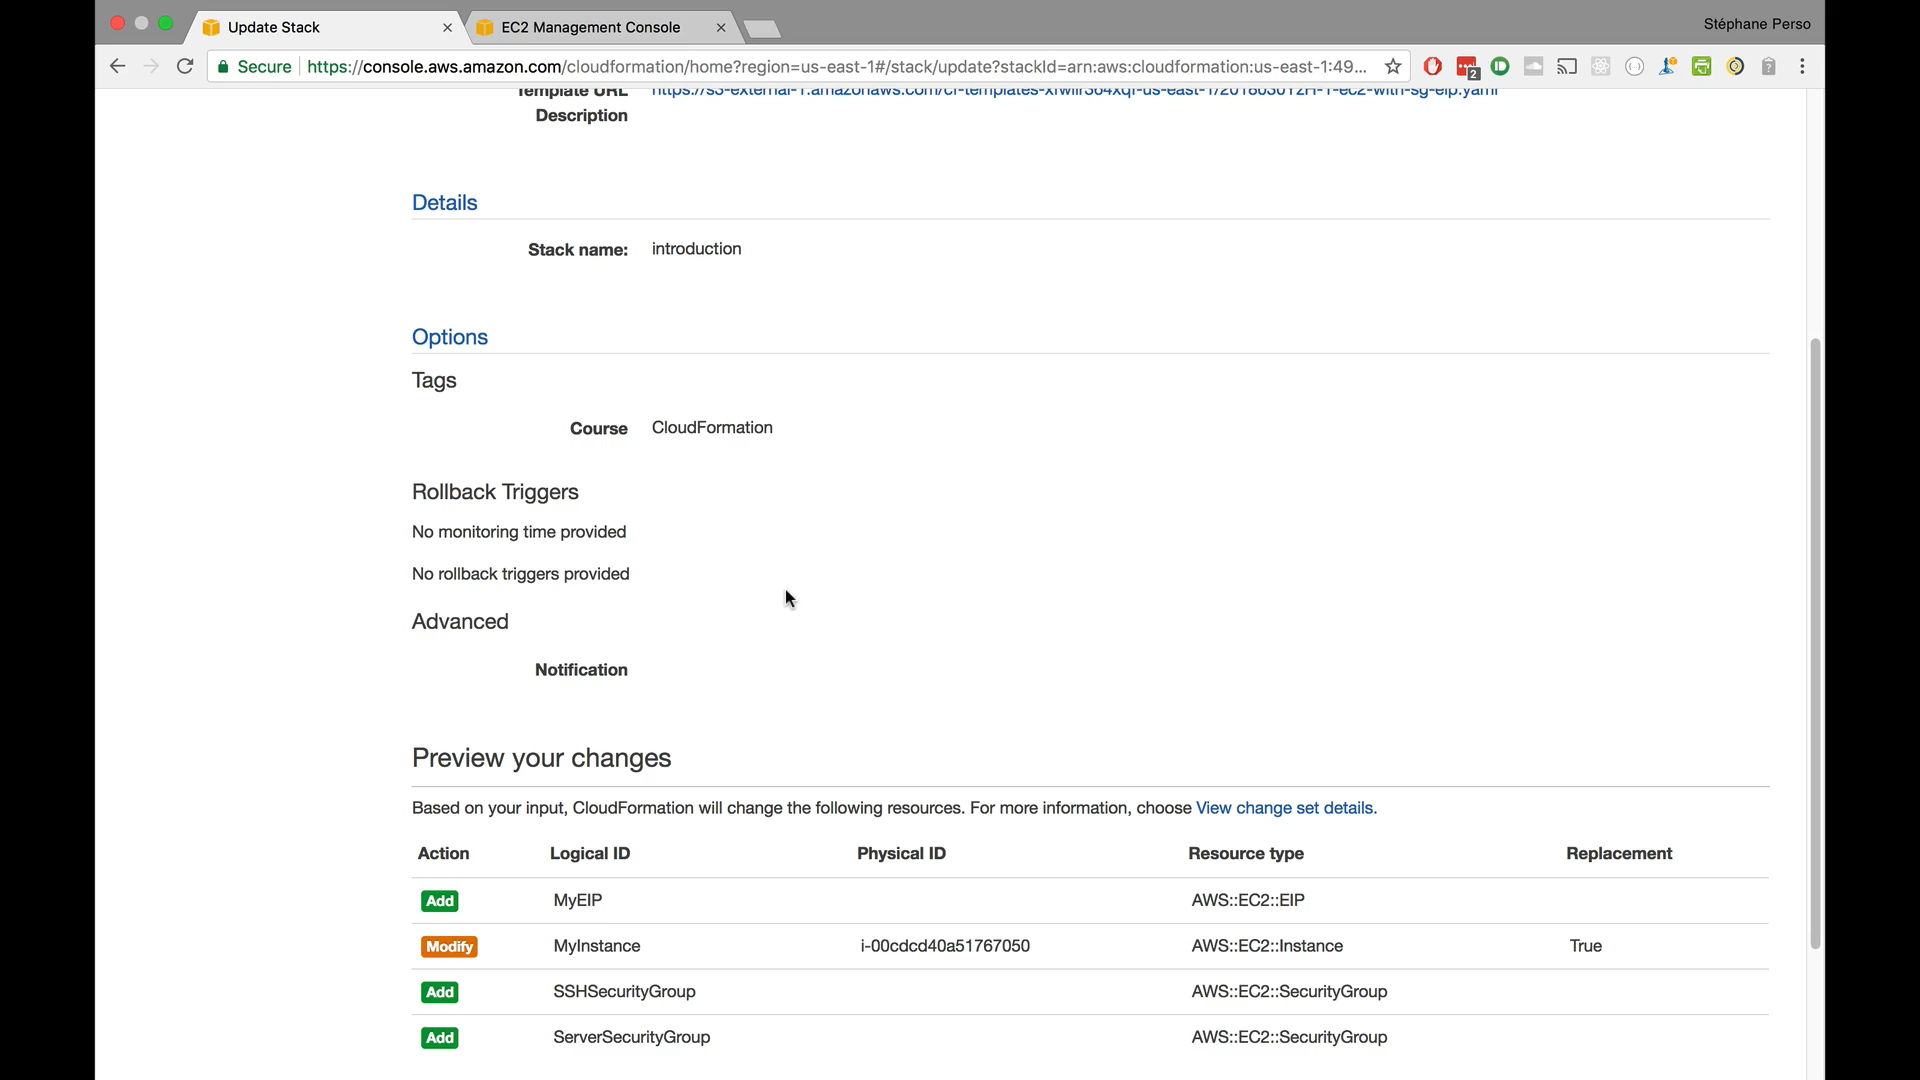 Update Stack
EC2 Management Console
Stéphane Perso
Secure
https://console.aws.amazon.com/cloudformation/home?region=us-east-1#/stack/update?stackId=arn:aws:cloudformation:us-east-1:49...
2
Template URL
Description
Details
Stack name: introduction
Options
Tags
Course CloudFormation
Rollback Triggers
No monitoring time provided
No rollback triggers provided
Advanced
Notification
Preview your changes
Based on your input, CloudFormation will change the following resources. For more information, choose View change set details.
Action Logical ID Physical ID Resource type Replacement
Add MyEIP AWS::EC2::EIP
Modify MyInstance i-00cdcd40a51767050 AWS::EC2::Instance True
Add SSHSecurityGroup AWS::EC2::SecurityGroup
Add ServerSecurityGroup AWS::EC2::SecurityGroup